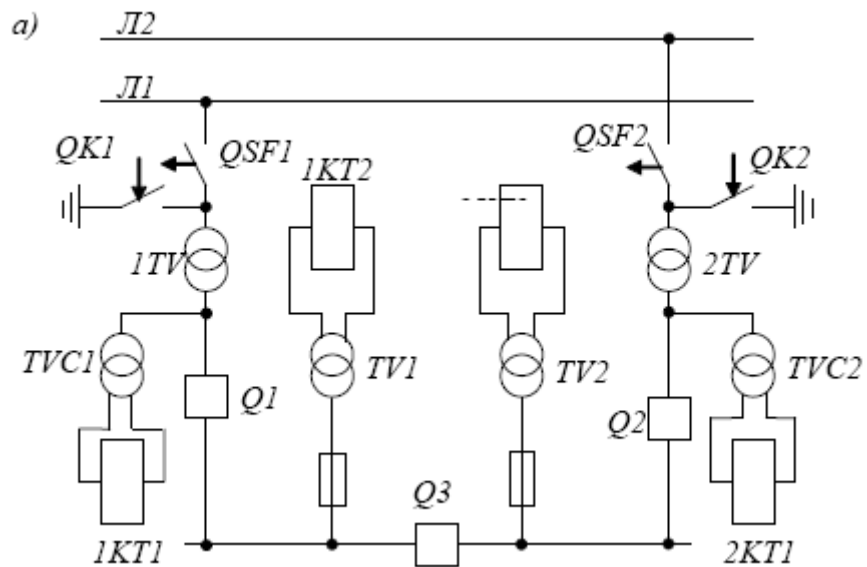 а)
Л2
Л1
QK1
QSF1
1KT2
QSF2
QK2
1TV
2TV
TVC1
TV1
TV2
TVC2
Q1
Q2
Q3
1KT1
2KT1